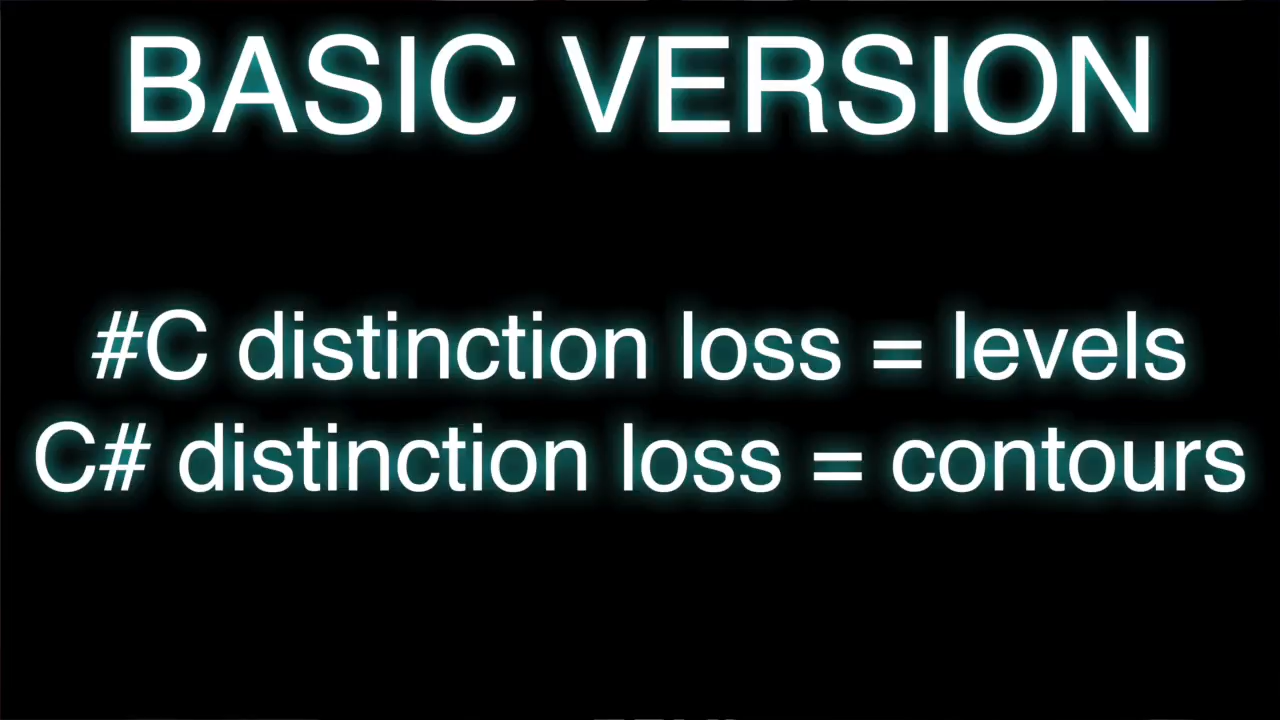 BASIC VERSION
#C distinction loss = levels
C# distinction loss = contours